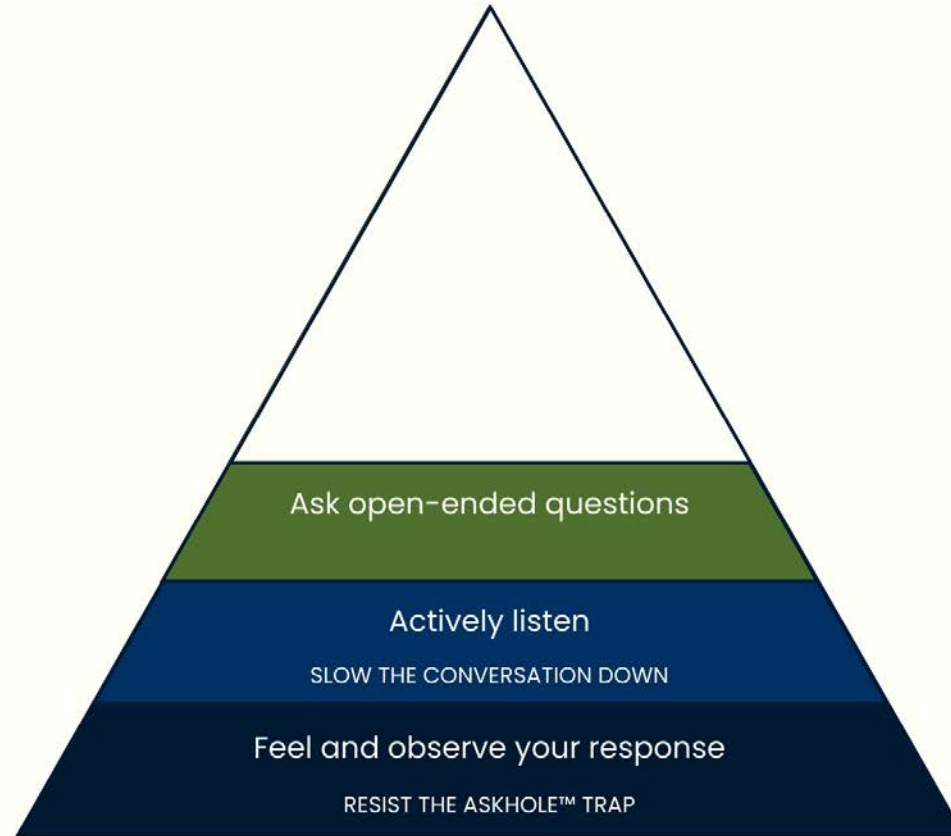 Ask open-ended questions
Actively listen
SLOW THE CONVERSATION DOWN
Feel and observe your response
RESIST THE ASKHOLE™ TRAP